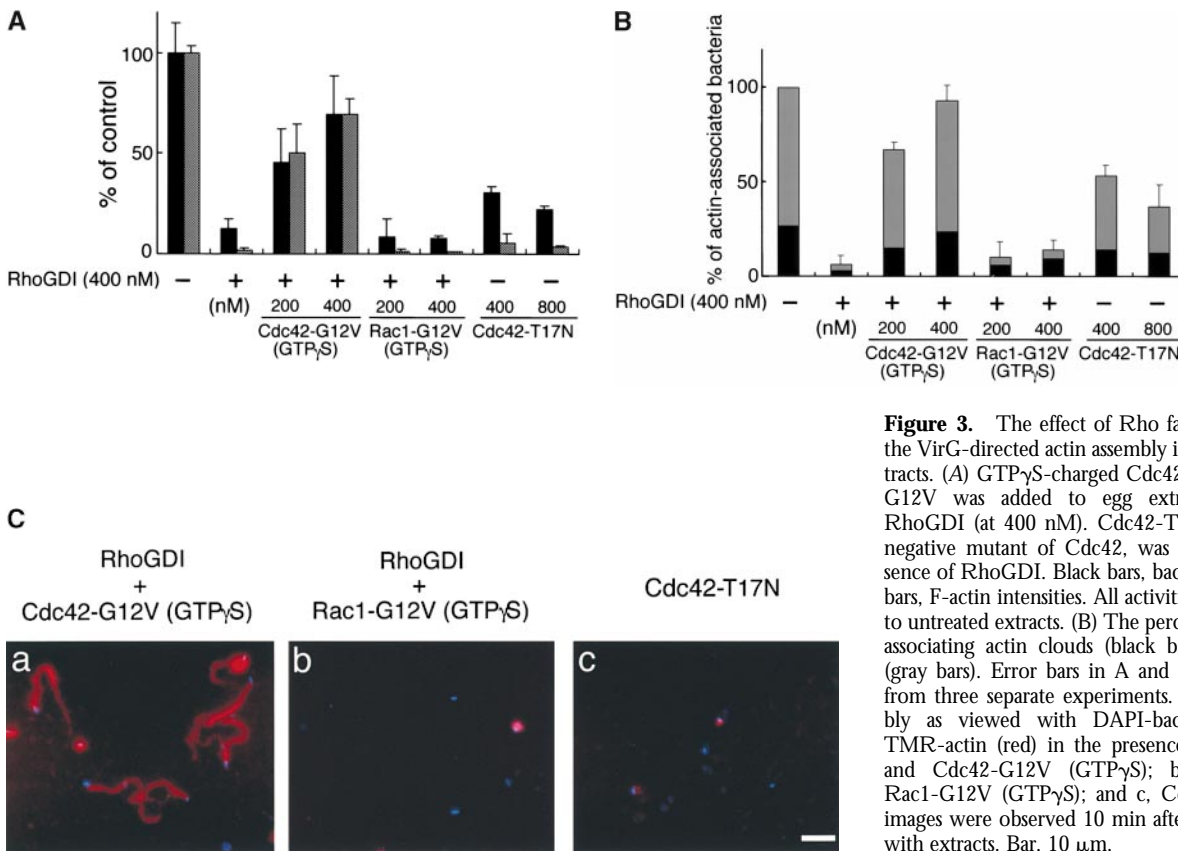 A
% of control
100
50
0
RhoGDI (400 nM) − + + + + + − −
(nM) 200 400 200 400 400 800
Cdc42-G12V Rac1-G12V Cdc42-T17N
(GTPγS) (GTPγS)
B
% of actin-associated bacteria
100
50
0
RhoGDI (400 nM) − + + + + + − −
(nM) 200 400 200 400 400 800
Cdc42-G12V Rac1-G12V Cdc42-T17N
(GTPγS) (GTPγS)
C
RhoGDI
+
Cdc42-G12V (GTPγS)
RhoGDI
+
Rac1-G12V (GTPγS)
Cdc42-T17N
a
b
c
Figure 3. The effect of Rho fa
the VirG-directed actin assembly i
tracts. (A) GTPγS-charged Cdc42
G12V was added to egg extr
RhoGDI (at 400 nM). Cdc42-T
negative mutant of Cdc42, was
sence of RhoGDI. Black bars, bac
bars, F-actin intensities. All activiti
to untreated extracts. (B) The perc
associating actin clouds (black b
(gray bars). Error bars in A and
from three separate experiments.
bly as viewed with DAPI-bac
TMR-actin (red) in the presence
and Cdc42-G12V (GTPγS); b
Rac1-G12V (GTPγS); and c, Cd
images were observed 10 min afte
with extracts. Bar, 10 μm.